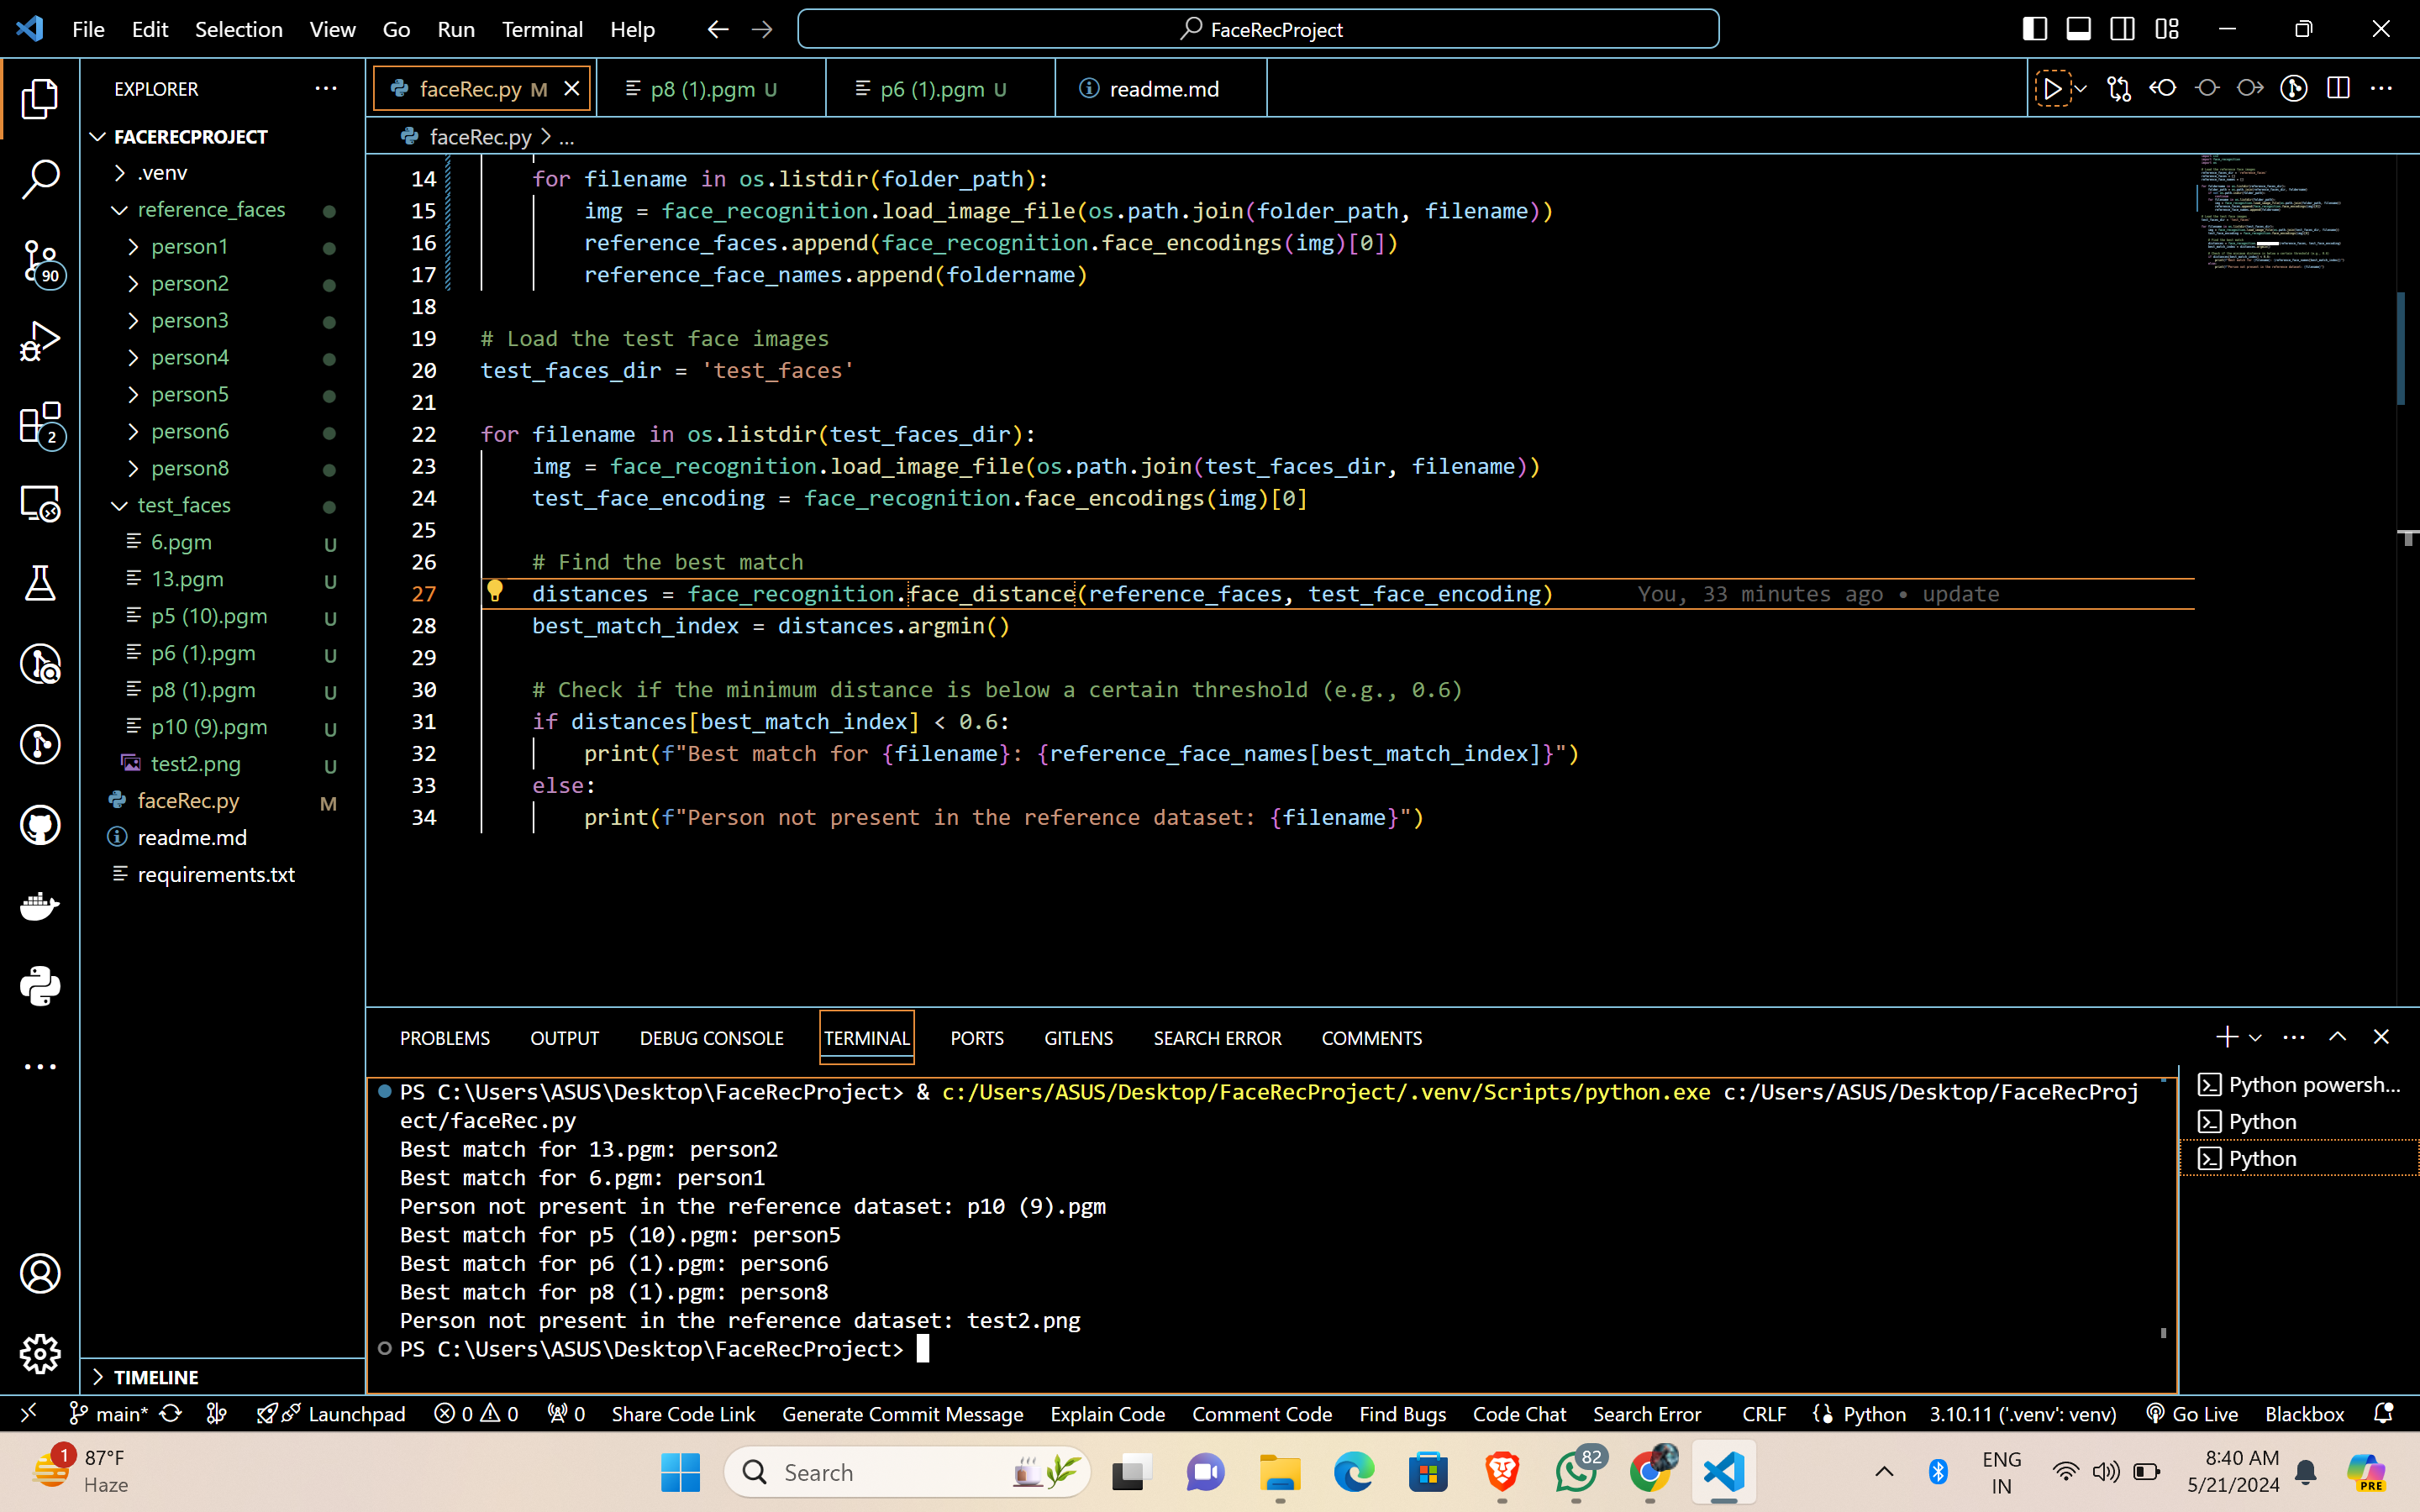 File Edit Selection View Go Run Terminal Help FaceRecProject
EXPLORER
FACERECPROJECT
.venv
reference_faces
person1
person2
person3
person4
person5
person6
person8
test_faces
6.pgm U
13.pgm U
p5 (10).pgm U
p6 (1).pgm U
p8 (1).pgm U
p10 (9).pgm U
test2.png U
faceRec.py M
readme.md
requirements.txt
TIMELINE
90
2
faceRec.py M p8 (1).pgm U p6 (1).pgm U readme.md
faceRec.py > ...
14 for filename in os.listdir(folder_path):
15 img = face_recognition.load_image_file(os.path.join(folder_path, filename))
16 reference_faces.append(face_recognition.face_encodings(img)[0])
17 reference_face_names.append(foldername)
18
19 # Load the test face images
20 test_faces_dir = 'test_faces'
21
22 for filename in os.listdir(test_faces_dir):
23 img = face_recognition.load_image_file(os.path.join(test_faces_dir, filename))
24 test_face_encoding = face_recognition.face_encodings(img)[0]
25
26 # Find the best match
27 distances = face_recognition.face_distance(reference_faces, test_face_encoding) You, 33 minutes ago • update
28 best_match_index = distances.argmin()
29
30 # Check if the minimum distance is below a certain threshold (e.g., 0.6)
31 if distances[best_match_index] < 0.6:
32 print(f"Best match for {filename}: {reference_face_names[best_match_index]}")
33 else:
34 print(f"Person not present in the reference dataset: {filename}")
PROBLEMS OUTPUT DEBUG CONSOLE TERMINAL PORTS GITLENS SEARCH ERROR COMMENTS
PS C:\Users\ASUS\Desktop\FaceRecProject> & c:/Users/ASUS/Desktop/FaceRecProject/.venv/Scripts/python.exe c:/Users/ASUS/Desktop/FaceRecProj
ect/faceRec.py
Best match for 13.pgm: person2
Best match for 6.pgm: person1
Person not present in the reference dataset: p10 (9).pgm
Best match for p5 (10).pgm: person5
Best match for p6 (1).pgm: person6
Best match for p8 (1).pgm: person8
Person not present in the reference dataset: test2.png
PS C:\Users\ASUS\Desktop\FaceRecProject>
Python powersh...
Python
Python
main* Launchpad 0 0 0 Share Code Link Generate Commit Message Explain Code Comment Code Find Bugs Code Chat Search Error CRLF Python 3.10.11 ('.venv': venv) Go Live Blackbox
1
87°F
Haze
Search
82
ENG
IN
8:40 AM
5/21/2024
PRE